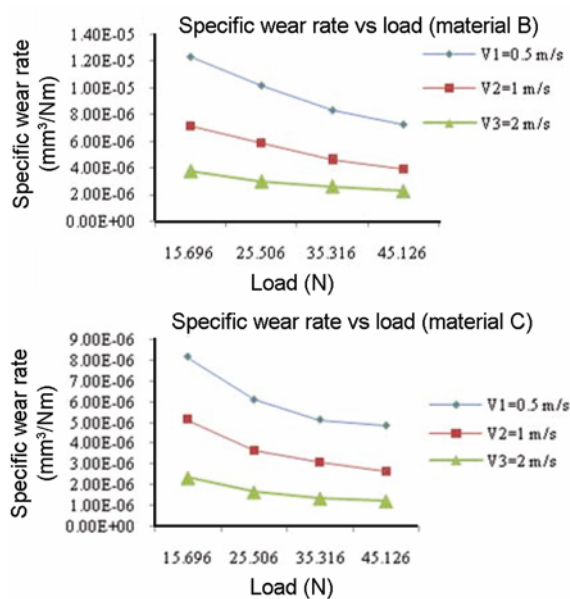 Specific wear rate vs load (material B)
Specific wear rate
(mm³/Nm)
1.40E-05
1.20E-05
1.00E-05
8.00E-06
6.00E-06
4.00E-06
2.00E-06
0.00E+00
15.696 25.506 35.316 45.126
Load (N)
V1=0.5 m/s
V2=1 m/s
V3=2 m/s
Specific wear rate vs load (material C)
Specific wear rate
(mm³/Nm)
9.00E-06
8.00E-06
7.00E-06
6.00E-06
5.00E-06
4.00E-06
3.00E-06
2.00E-06
1.00E-06
0.00E+00
15.696 25.506 35.316 45.126
Load (N)
V1=0.5 m/s
V2=1 m/s
V3=2 m/s